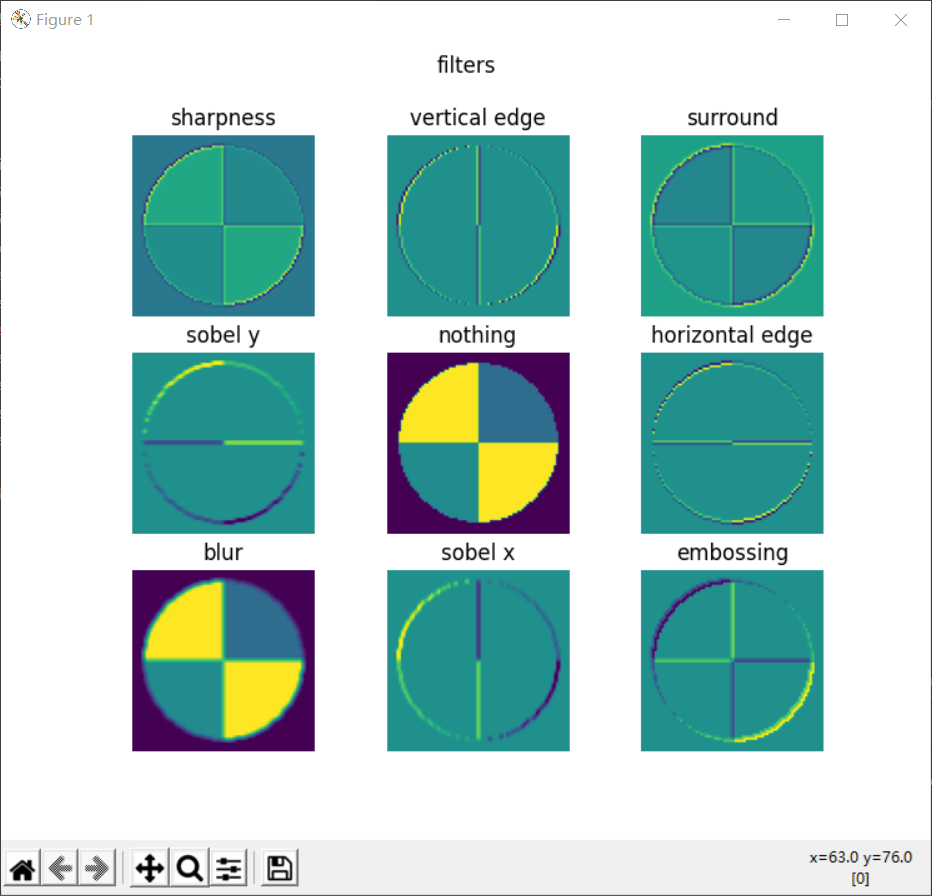 Figure 1
filters
sharpness
vertical edge
surround
sobel y
nothing
horizontal edge
blur
sobel x
embossing
x=63.0 y=76.0
[0]